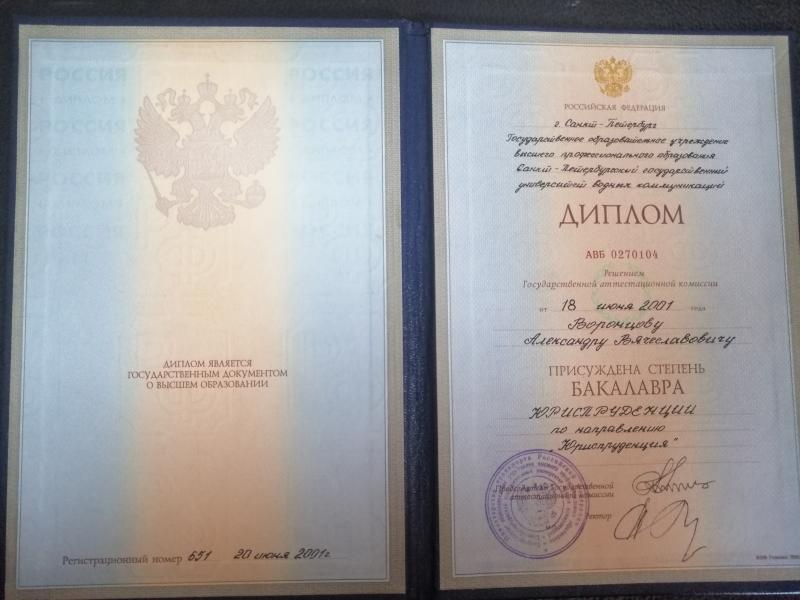 РОССИЯ
РОССИЯ
ДИПЛОМ
РОССИЯ
ДИПЛОМ ЯВЛЯЕТСЯ
ГОСУДАРСТВЕННЫМ ДОКУМЕНТОМ
О ВЫСШЕМ ОБРАЗОВАНИИ
Регистрационный номер 651 20 июня 2001г.
РОССИЙСКАЯ ФЕДЕРАЦИЯ
г. Санкт-Петербург
Государственное образовательное учреждение
высшего профессионального образования
Санкт-Петербургский государственный
университет водных коммуникаций
ДИПЛОМ
АВБ 0270104
Решением
Государственной аттестационной комиссии
от 18 июня 2001 года
Воронцову
Александру Вячеславовичу
ПРИСУЖДЕНА СТЕПЕНЬ
БАКАЛАВРА
ЮРИСПРУДЕНЦИИ
по направлению
„Юриспруденция"
Председатель Государственной
аттестационной комиссии
Ректор